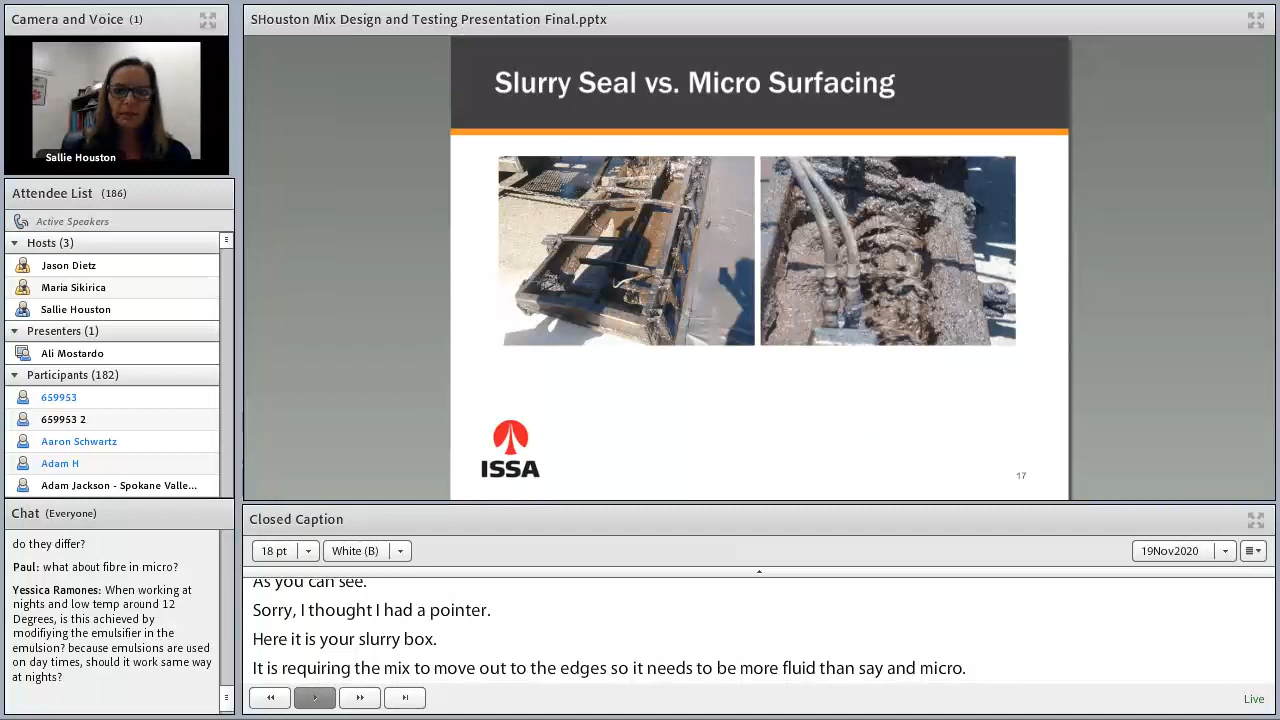 Camera and Voice (1)
Sallie Houston
Attendee List (186)
Active Speakers
Hosts (3)
Jason Dietz
Maria Sikirica
Sallie Houston
Presenters (1)
Ali Mostardo
Participants (182)
659953
659953 2
Aaron Schwartz
Adam H
Adam Jackson - Spokane Valle...
Chat (Everyone)
do they differ?
Paul: what about fibre in micro?
Yessica Ramones: When working at
nights and low temp around 12
Degrees, is this achieved by
modifiying the emulsifier in the
emulsion? because emulsions are used
on day times, should it work same way
at nights?
SHouston Mix Design and Testing Presentation Final.pptx
Slurry Seal vs. Micro Surfacing
ISSA
17
Closed Caption
18 pt
White (B)
19Nov2020
As you can see.
Sorry, I thought I had a pointer.
Here it is your slurry box.
It is requiring the mix to move out to the edges so it needs to be more fluid than say and micro.
Live